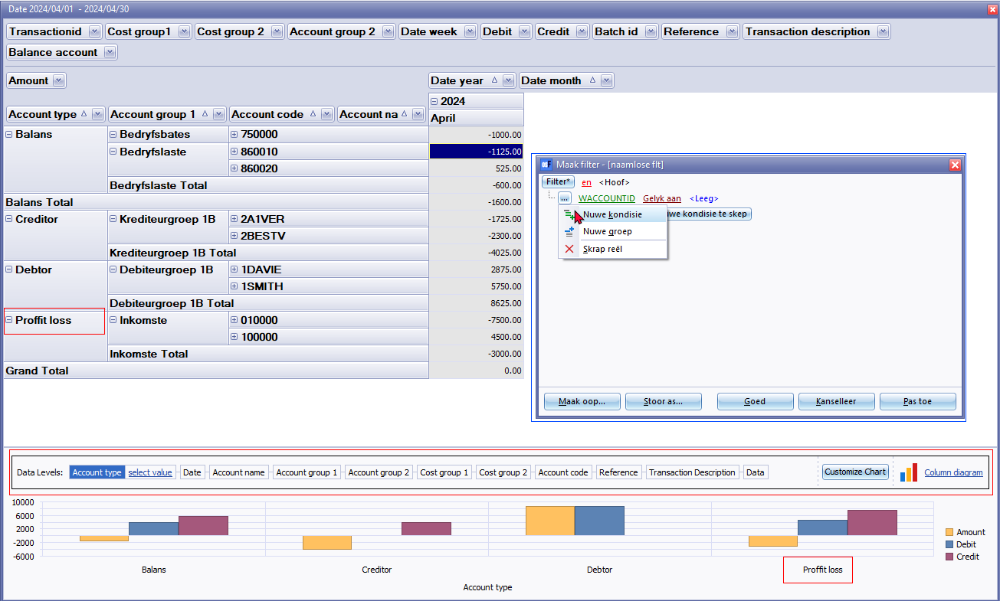 Date 2024/04/01 - 2024/04/30
Transactionid Cost group1 Cost group 2 Account group 2 Date week Debit Credit Batch id Reference Transaction description
Balance account
Amount Date year Date month
2024
Account type Account group 1 Account code Account na April
Balans Bedryfsbates 750000 -1000.00
Bedryfslaste 860010 -1125.00
860020 525.00
Bedryfslaste Total -600.00
Balans Total -1600.00
Creditor Krediteurgroep 1B 2A1VER -1725.00
2BESTV -2300.00
Krediteurgroep 1B Total -4025.00
Debtor Debiteurgroep 1B 1DAVIE 2875.00
1SMITH 5750.00
Debiteurgroep 1B Total 8625.00
Proffit loss Inkomste 010000 -7500.00
100000 4500.00
Inkomste Total -3000.00
Grand Total 0.00
Maak filter - [naamlose flt]
Filter* en <Hoof>
... WACCOUNTID Gelyk aan <Leeg>
Nuwe kondisie
uwe kondisie te skep
Nuwe groep
Skrap reël
Maak oop... Stoor as... Goed Kanselleer Pas toe
Data Levels: Account type select value Date Account name Account group 1 Account group 2 Cost group 1 Cost group 2 Account code Reference Transaction Description Data Customize Chart Column diagram
10000
6000
2000
-2000
-6000
Balans Creditor Debtor Proffit loss
Account type
Amount
Debit
Credit